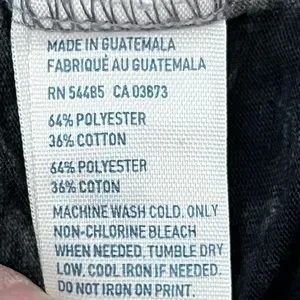 MADE IN GUATEMALA
FABRIQUÉ AU GUATEMALA
RN 54485 CA 03873
64% POLYESTER
36% COTTON
64% POLYESTER
36% COTON
MACHINE WASH COLD. ONLY
NON-CHLORINE BLEACH
WHEN NEEDED. TUMBLE DRY
LOW. COOL IRON IF NEEDED.
DO NOT IRON ON PRINT.